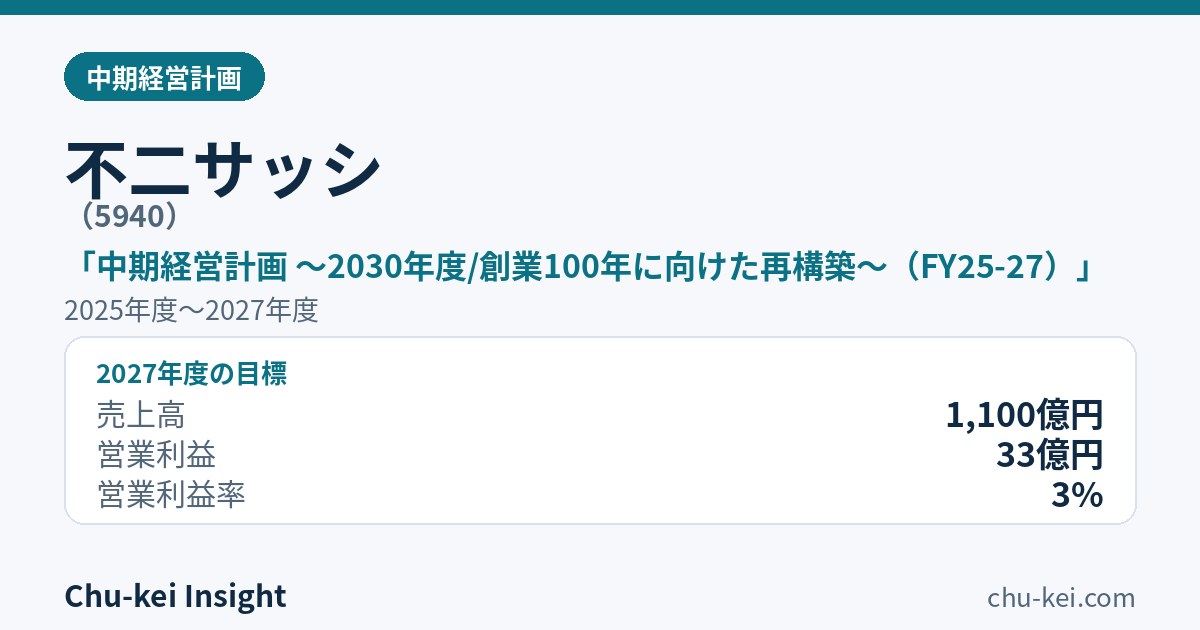 中期経営計画
不二サッシ
（5940）
「中期経営計画 〜2030年度/創業100年に向けた再構築〜（FY25-27）」
2025年度〜2027年度
2027年度の目標
売上高 1,100億円
営業利益 33億円
営業利益率 3%
Chu-kei Insight chu-kei.com